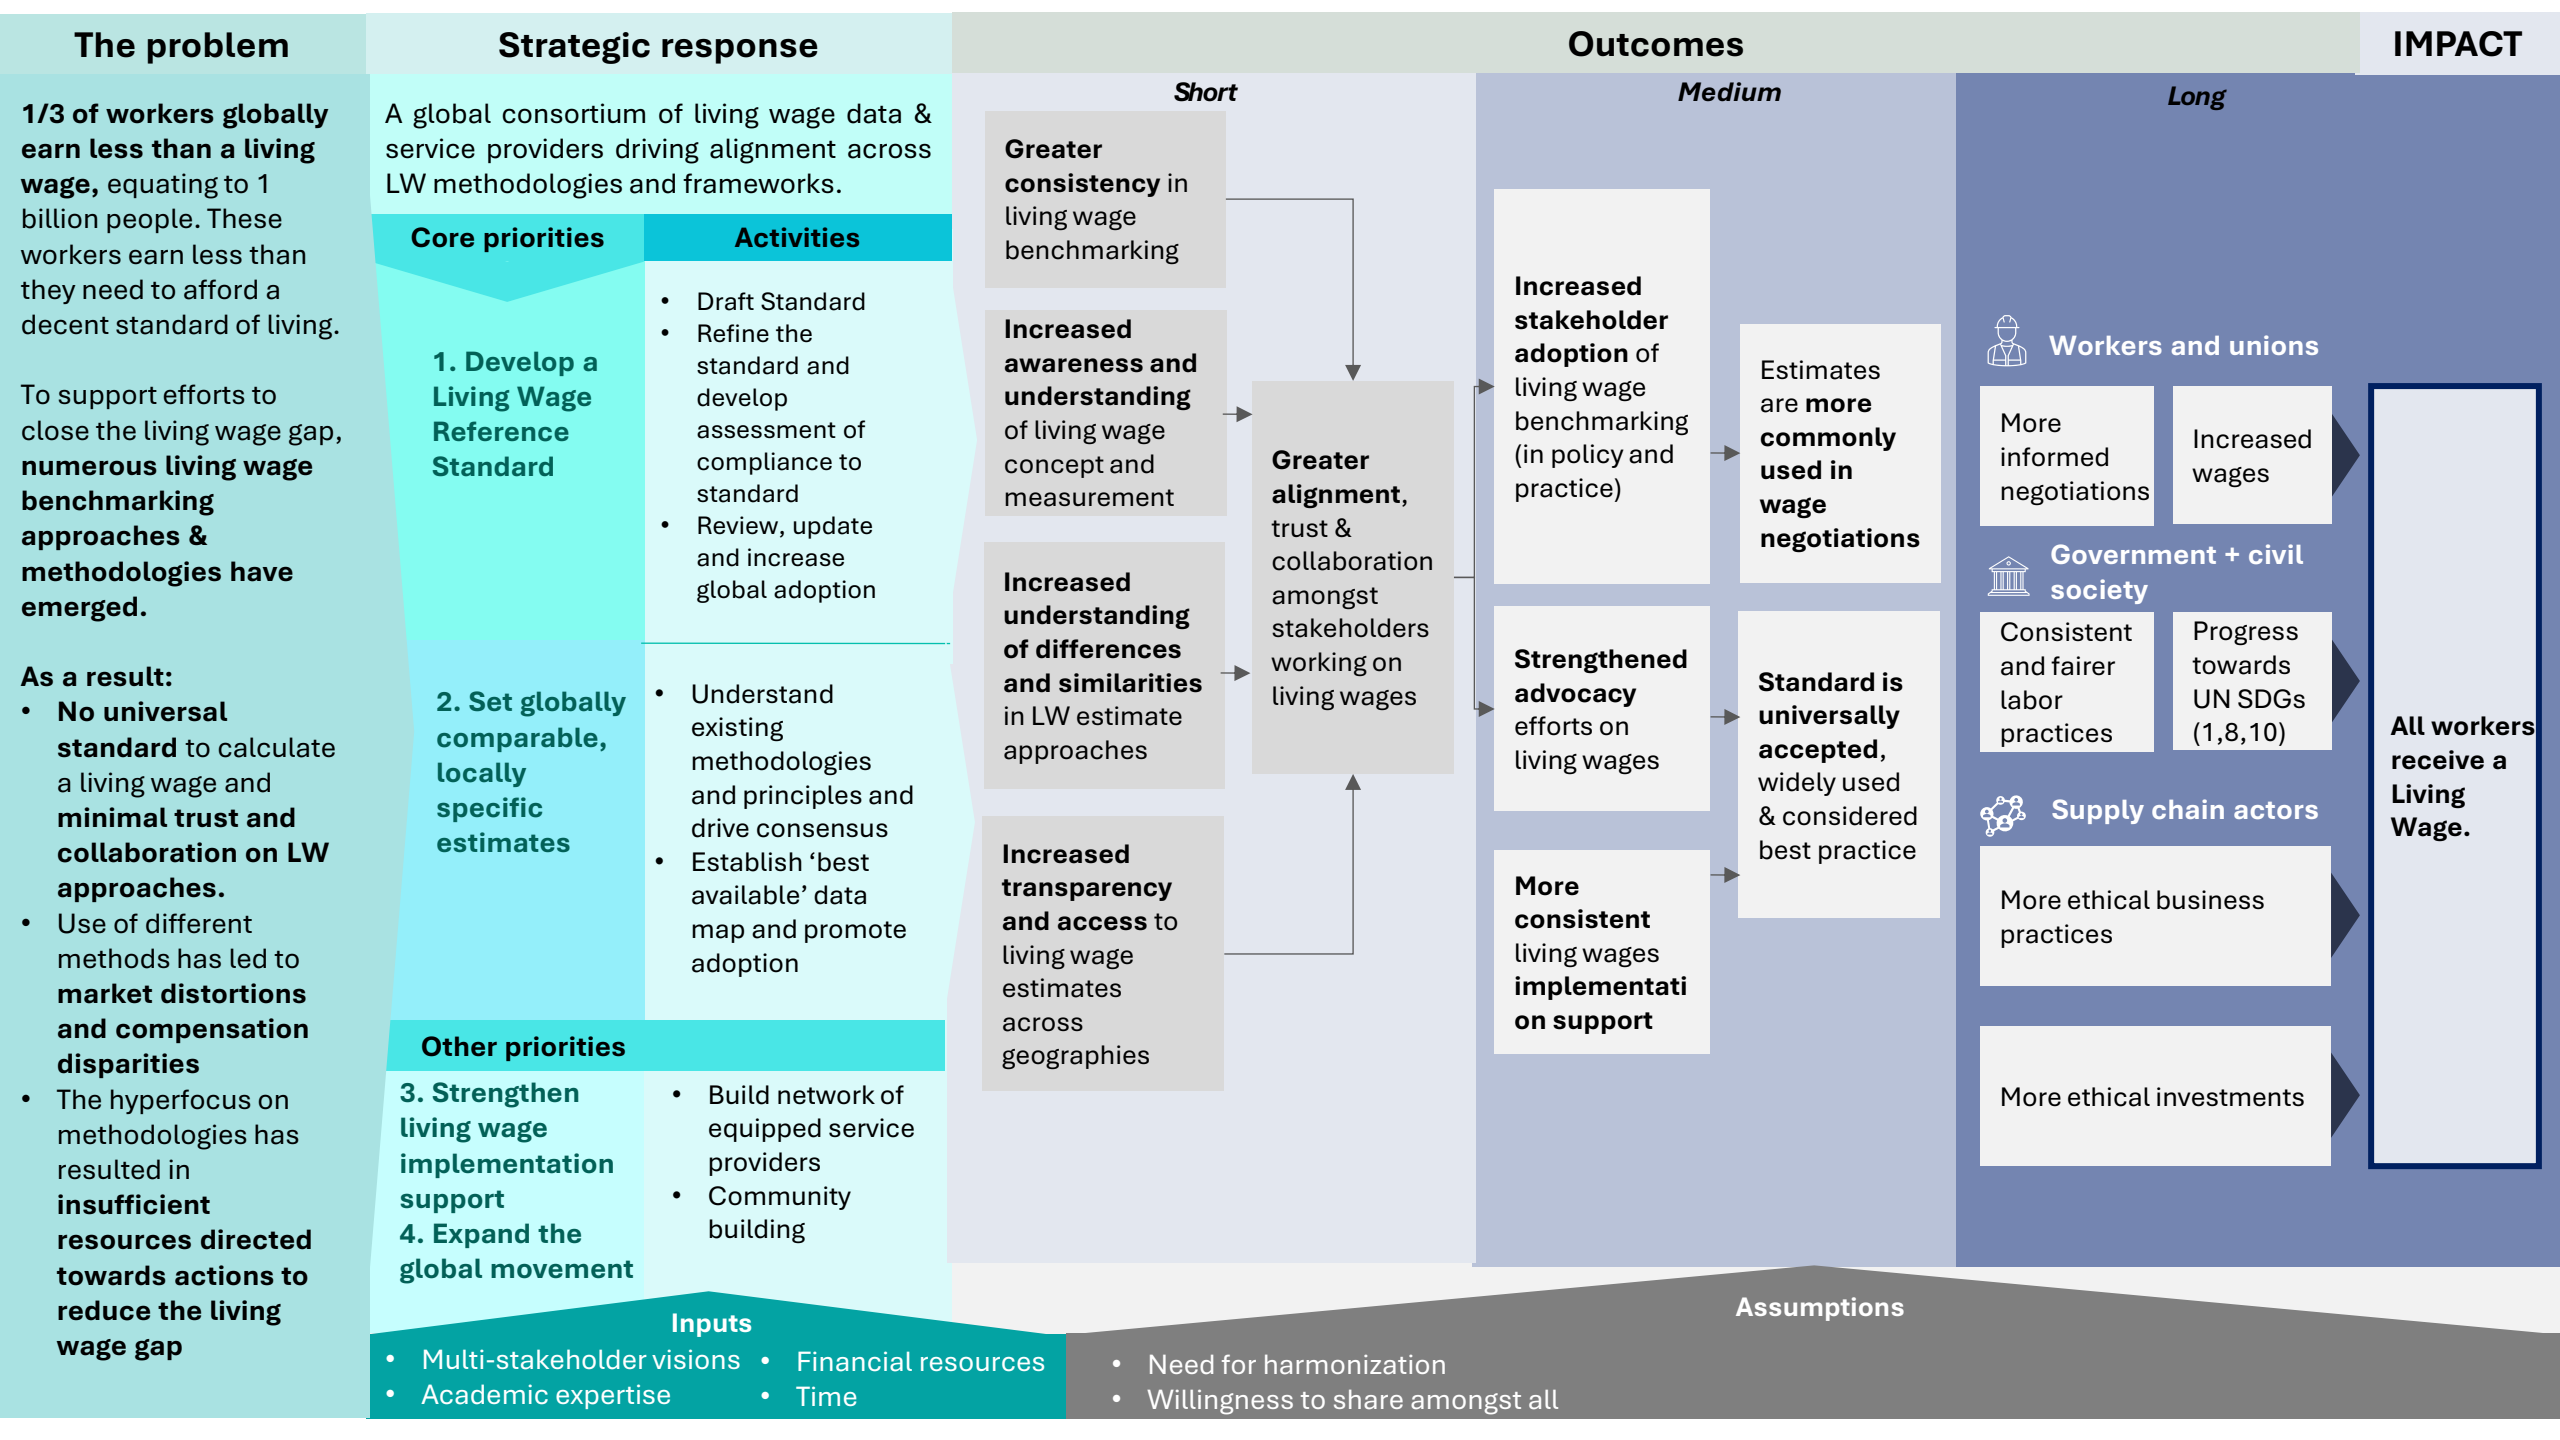 The problem
1/3 of workers globally
earn less than a living
wage, equating to 1
billion people. These
workers earn less than
they need to afford a
decent standard of living.
To support efforts to
close the living wage gap,
numerous living wage
benchmarking
approaches &
methodologies have
emerged.
As a result:
• No universal
standard to calculate
a living wage and
minimal trust and
collaboration on LW
approaches.
• Use of different
methods has led to
market distortions
and compensation
disparities
• The hyperfocus on
methodologies has
resulted in
insufficient
resources directed
towards actions to
reduce the living
wage gap
Strategic response
A global consortium of living wage data &
service providers driving alignment across
LW methodologies and frameworks.
Core priorities
Activities
1. Develop a
Living Wage
Reference
Standard
• Draft Standard
• Refine the
standard and
develop
assessment of
compliance to
standard
• Review, update
and increase
global adoption
2. Set globally
comparable,
locally
specific
estimates
• Understand
existing
methodologies
and principles and
drive consensus
• Establish ‘best
available’ data
map and promote
adoption
Other priorities
3. Strengthen
living wage
implementation
support
4. Expand the
global movement
• Build network of
equipped service
providers
• Community
building
Inputs
• Multi-stakeholder visions
• Academic expertise
• Financial resources
• Time
Outcomes
Short
Greater
consistency in
living wage
benchmarking
Increased
awareness and
understanding
of living wage
concept and
measurement
Increased
understanding
of differences
and similarities
in LW estimate
approaches
Increased
transparency
and access to
living wage
estimates
across
geographies
Greater
alignment,
trust &
collaboration
amongst
stakeholders
working on
living wages
Medium
Increased
stakeholder
adoption of
living wage
benchmarking
(in policy and
practice)
Strengthened
advocacy
efforts on
living wages
More
consistent
living wages
implementati
on support
Estimates
are more
commonly
used in
wage
negotiations
Standard is
universally
accepted,
widely used
& considered
best practice
Long
Workers and unions
More
informed
negotiations
Increased
wages
Government + civil
society
Consistent
and fairer
labor
practices
Progress
towards
UN SDGs
(1,8,10)
Supply chain actors
More ethical business
practices
More ethical investments
IMPACT
All workers
receive a
Living
Wage.
Assumptions
• Need for harmonization
• Willingness to share amongst all